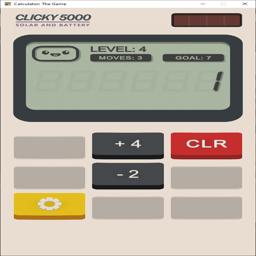 Calculator: The Game
CLICKY 5000
SOLAR AND BATTERY
LEVEL: 4
MOVES: 3 GOAL: 7
1
+ 4 CLR
- 2